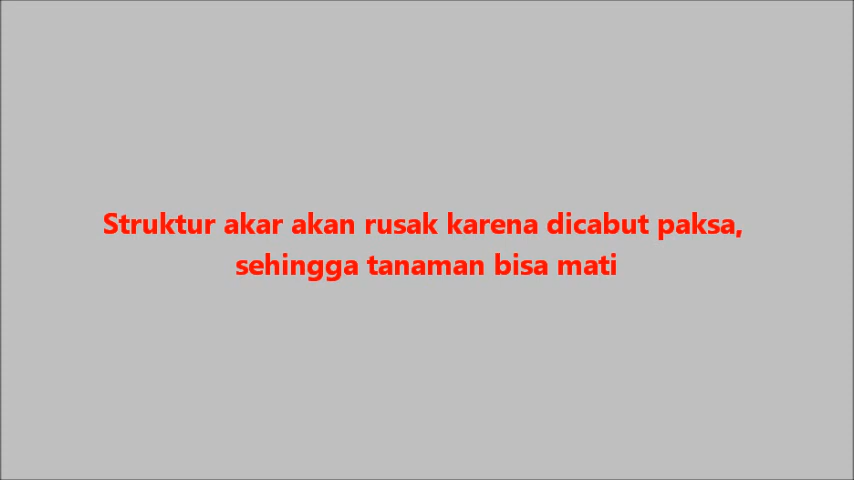 Struktur akar akan rusak karena dicabut paksa,
sehingga tanaman bisa mati